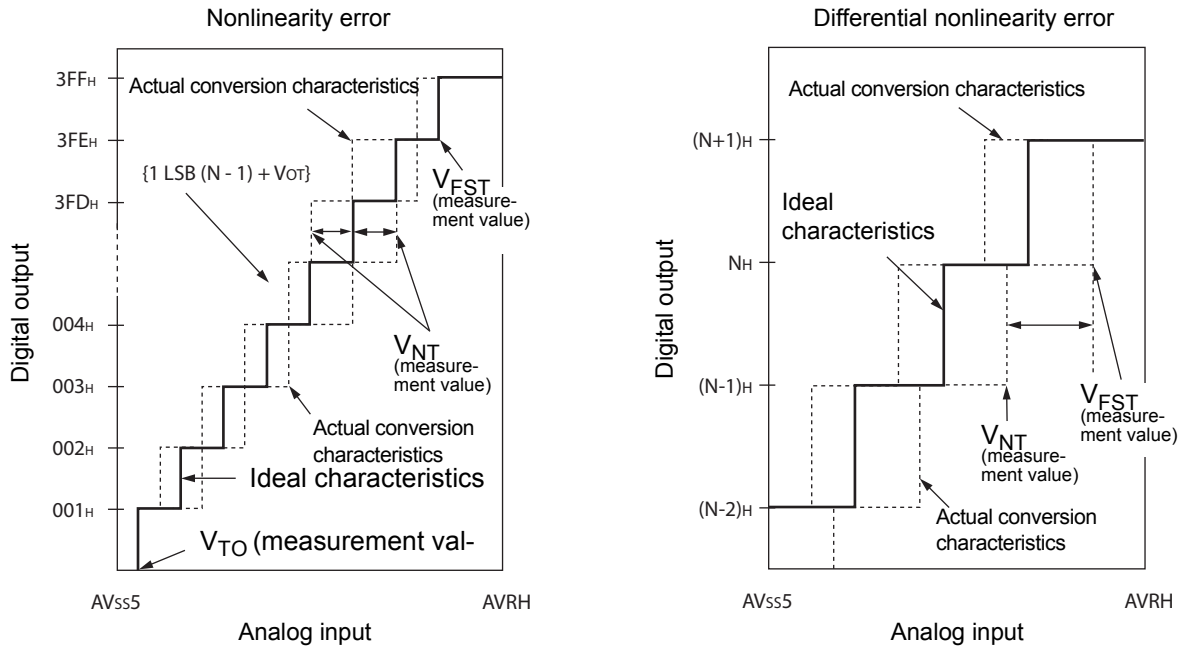 Nonlinearity error
3FFH
3FEH
3FDH
004H
003H
002H
001H
Digital output
Actual conversion characteristics
{1 LSB (N - 1) + VOT}
VFST
(measure-
ment value)
VNT
(measure-
ment value)
Actual conversion
characteristics
Ideal characteristics
VTO (measurement val-
AVss5
AVRH
Analog input
Differential nonlinearity error
(N+1)H
NH
(N-1)H
(N-2)H
Digital output
Actual conversion characteristics
Ideal
characteristics
VFST
(measure-
ment value)
VNT
(measure-
ment value)
Actual conversion
characteristics
AVss5
AVRH
Analog input